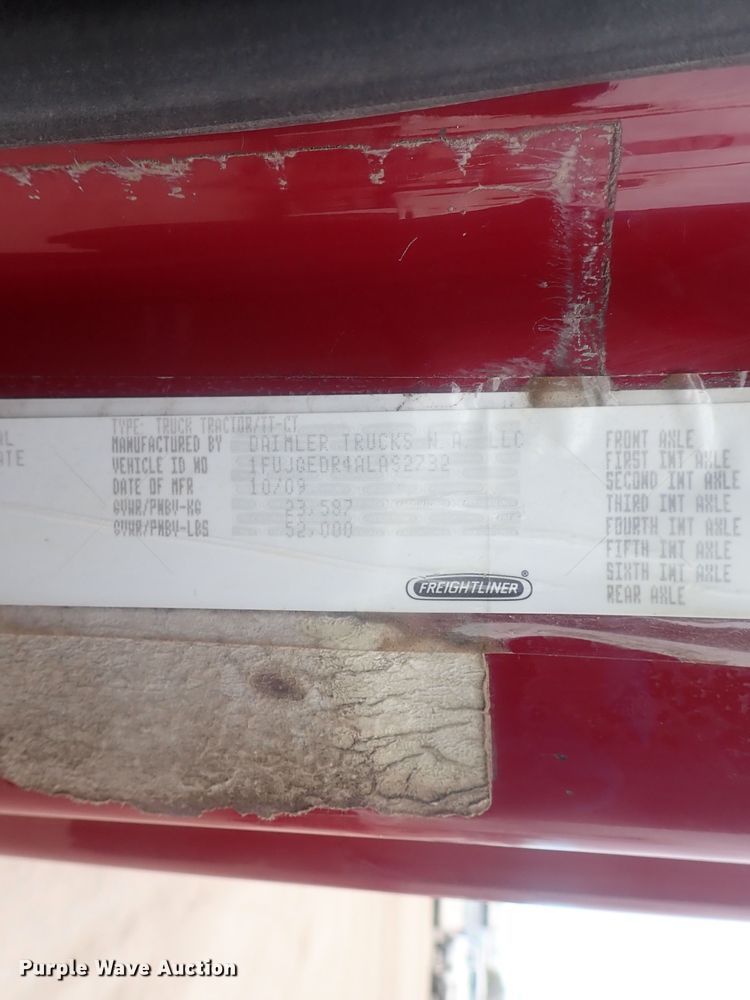 AL
ATE
TYPE: TRUCK TRACTOR/TT-CT
MANUFACTURED BY DAIMLER TRUCKS N.A. LLC
VEHICLE ID NO 1FUJGEDR4ALAS2732
DATE OF MFR 10/09
GVWR/PNBV-KG 23,587
GVWR/PNBV-LBS 52,000
FREIGHTLINER®
FRONT AXLE
FIRST INT AXLE
SECOND INT AXLE
THIRD INT AXLE
FOURTH INT AXLE
FIFTH INT AXLE
SIXTH INT AXLE
REAR AXLE
Purple Wave Auction